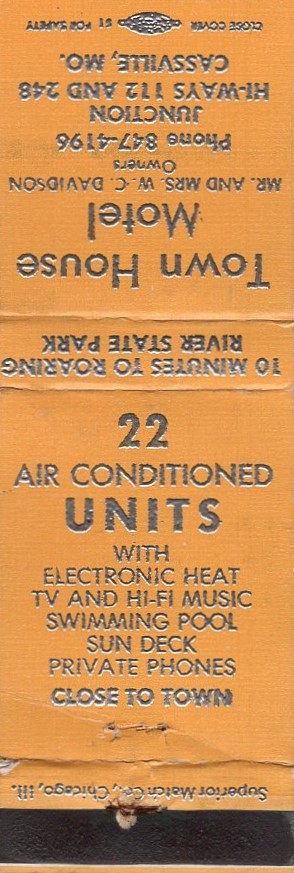 Town House
Motel
MR. AND MRS. W. C. DAVIDSON
Owners
Phone 847-4196
JUNCTION
HI-WAYS 112 AND 248
CASSVILLE, MO.
CLOSE COVER FOR SAFETY
10 MINUTES TO ROARING
RIVER STATE PARK
22
AIR CONDITIONED
UNITS
WITH
ELECTRONIC HEAT
TV AND HI-FI MUSIC
SWIMMING POOL
SUN DECK
PRIVATE PHONES
CLOSE TO TOWN
Superior Match Co., Chicago, Ill.